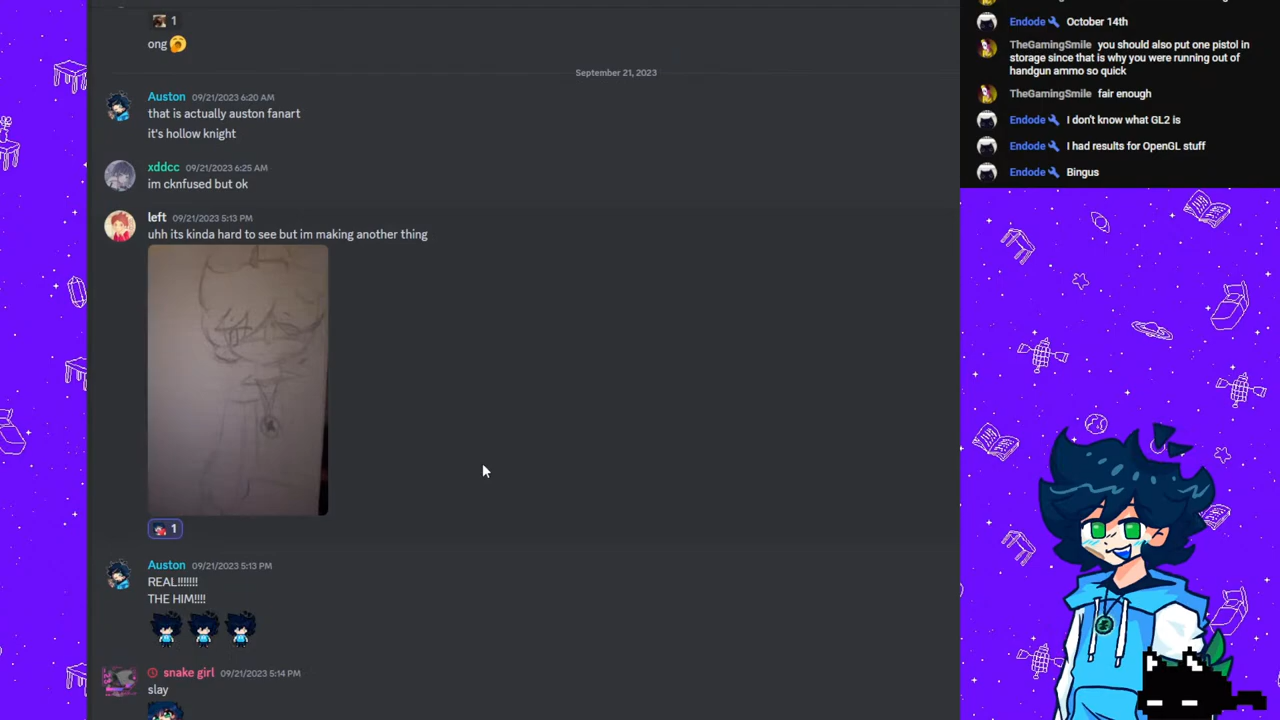 1
ong
September 21, 2023
Auston 09/21/2023 6:20 AM
that is actually auston fanart
it's hollow knight
xddcc 09/21/2023 6:25 AM
im cknfused but ok
left 09/21/2023 5:13 PM
uhh its kinda hard to see but im making another thing
1
Auston 09/21/2023 5:13 PM
REAL!!!!!!!
THE HIM!!!!
snake girl 09/21/2023 5:14 PM
slay
Endode October 14th
TheGamingSmile you should also put one pistol in
storage since that is why you were running out of
handgun ammo so quick
TheGamingSmile fair enough
Endode I don't know what GL2 is
Endode I had results for OpenGL stuff
Endode Bingus